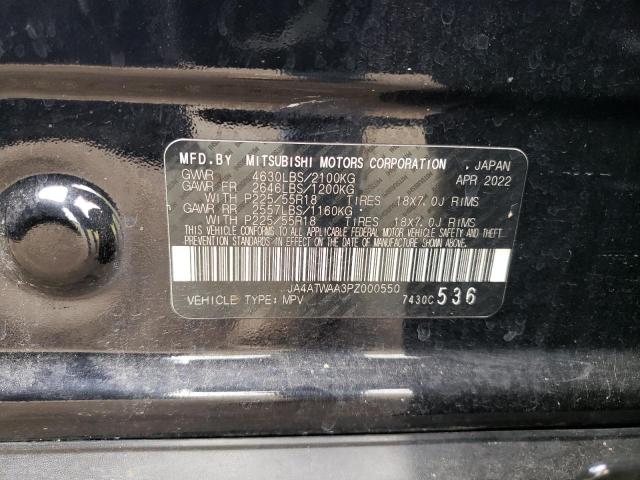 MFD.BY MITSUBISHI MOTORS CORPORATION , JAPAN
GVWR 4630LBS/2100KG APR 2022
GAWR FR 2646LBS/1200KG
WITH P225/55R18 TIRES 18X7.0J RIMS
GAWR RR 2557LBS/1160KG
WITH P225/55R18 TIRES 18X7.0J RIMS
THIS VEHICLE CONFORMS TO ALL APPLICABLE FEDERAL MOTOR VEHICLE SAFETY AND THEFT
PREVENTION STANDARDS IN EFFECT ON THE DATE OF MANUFACTURE SHOWN ABOVE.
JA4ATWAA3PZ000550
VEHICLE TYPE: MPV 7430C 536